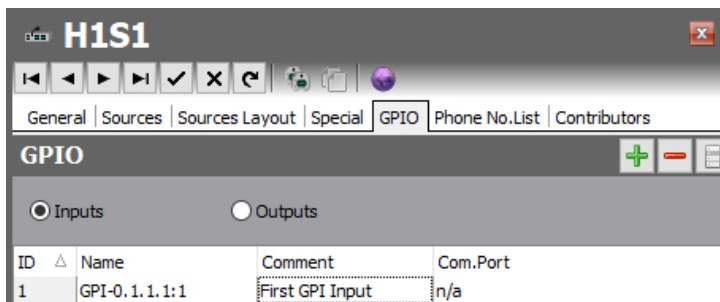 H1S1
General Sources Sources Layout Special GPIO Phone No.List Contributors
GPIO
Inputs Outputs
ID Name Comment Com.Port
1 GPI-0.1.1.1:1 First GPI Input n/a